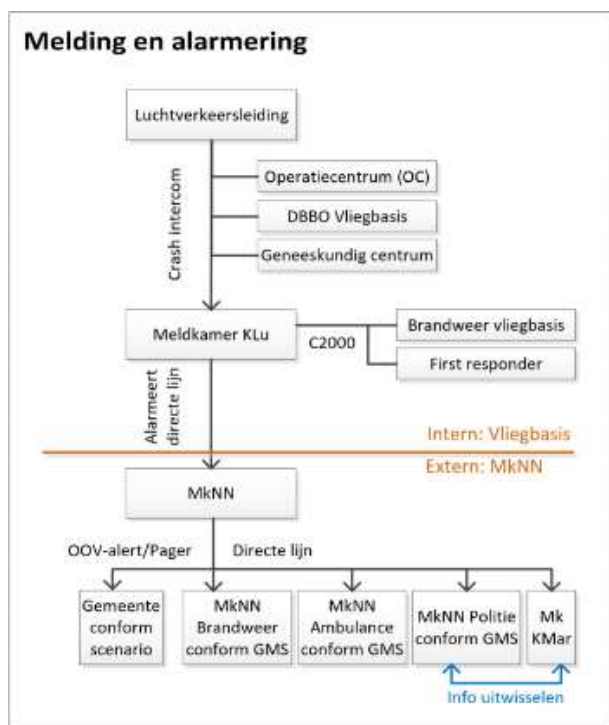 Melding en alarmering
Luchtverkeersleiding
Crash intercom
Operatiecentrum (OC)
DBBO Vliegbasis
Geneeskundig centrum
Meldkamer KLu
C2000
Brandweer vliegbasis
First responder
Alarmeert
directe lijn
Intern: Vliegbasis
Extern: MkNN
MkNN
OOV-alert/Pager
Directe lijn
Gemeente
conform
scenario
MkNN
Brandweer
conform GMS
MkNN
Ambulance
conform GMS
MkNN Politie
conform GMS
Mk
KMar
Info uitwisselen